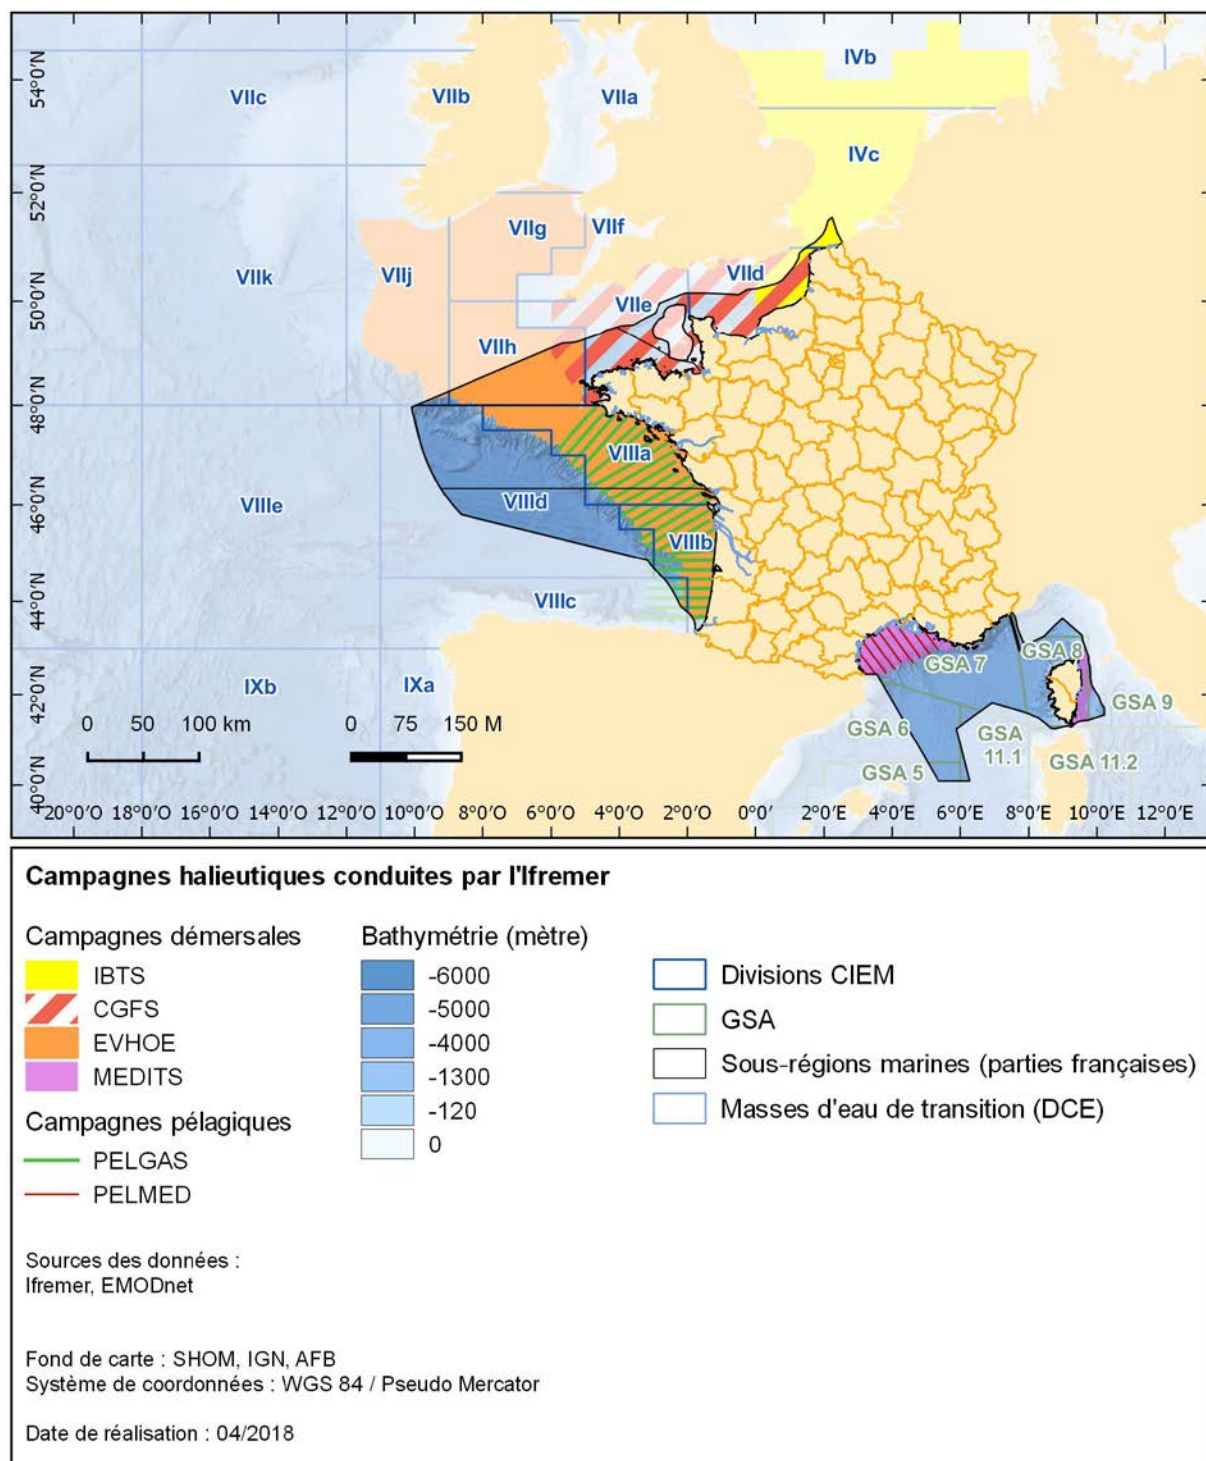 IVb
VIIc
VIIb
VIIa
IVc
VIIg
VIIf
VIIk
VIIj
VIId
VIIe
VIIh
VIIIa
VIIIe
VIIId
VIIIb
VIIIc
GSA 7
GSA 8
IXb
IXa
GSA 9
GSA 6
GSA
11.1
GSA 11.2
GSA 5
54°0'N
52°0'N
50°0'N
48°0'N
46°0'N
44°0'N
42°0'N
40°0'N
0 50 100 km
0 75 150 M
20°0'O 18°0'O 16°0'O 14°0'O 12°0'O 10°0'O 8°0'O 6°0'O 4°0'O 2°0'O 0°0' 2°0'E 4°0'E 6°0'E 8°0'E 10°0'E 12°0'E
Campagnes halieutiques conduites par l'Ifremer
Campagnes démersales
IBTS
CGFS
EVHOE
MEDITS
Campagnes pélagiques
PELGAS
PELMED
Bathymétrie (mètre)
-6000
-5000
-4000
-1300
-120
0
Divisions CIEM
GSA
Sous-régions marines (parties françaises)
Masses d'eau de transition (DCE)
Sources des données :
Ifremer, EMODnet
Fond de carte : SHOM, IGN, AFB
Système de coordonnées : WGS 84 / Pseudo Mercator
Date de réalisation : 04/2018